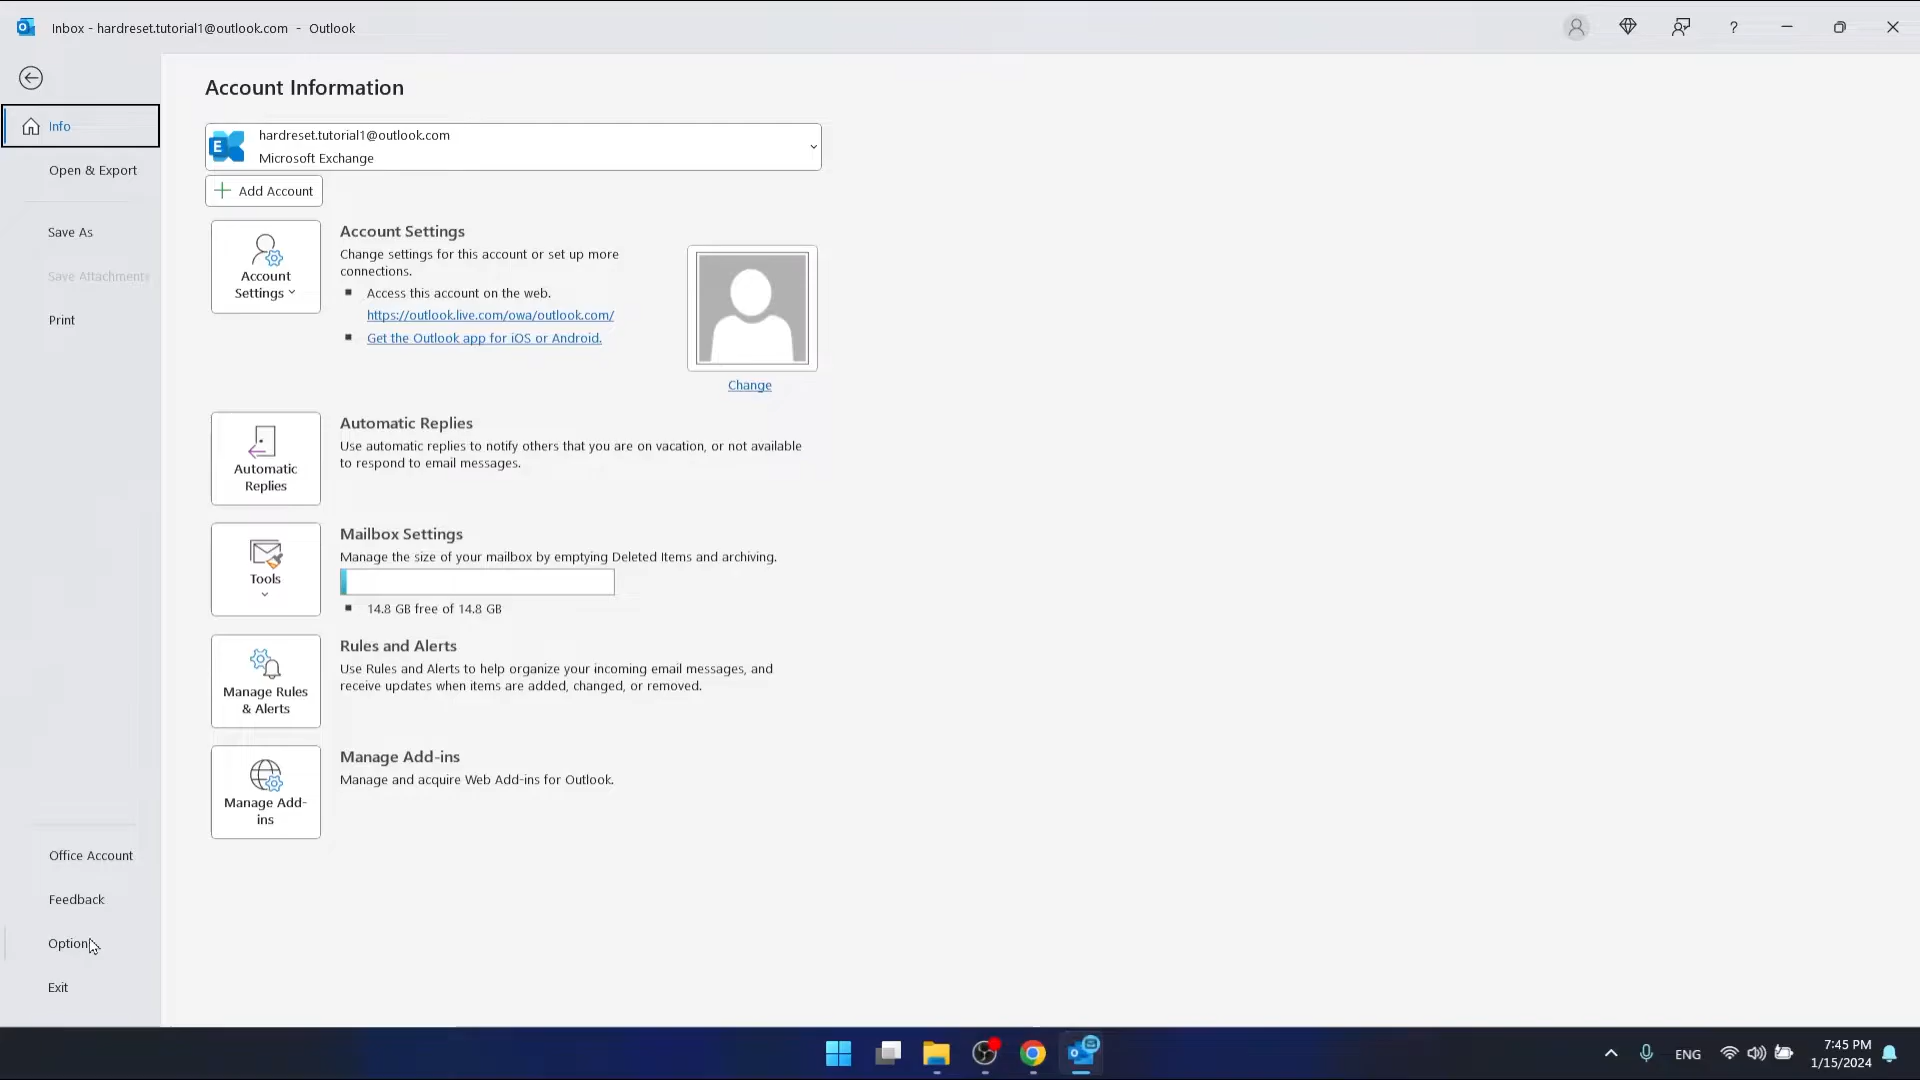 Inbox - hardreset.tutorial1@outlook.com - Outlook
?
Account Information
Info
Open & Export
Save As
Save Attachments
Print
Office Account
Feedback
Option
Exit
E
hardreset.tutorial1@outlook.com
Microsoft Exchange
Add Account
Account
Settings
Account Settings
Change settings for this account or set up more
connections.
Access this account on the web.
https://outlook.live.com/owa/outlook.com/
Get the Outlook app for iOS or Android.
Change
Automatic
Replies
Automatic Replies
Use automatic replies to notify others that you are on vacation, or not available
to respond to email messages.
Tools
Mailbox Settings
Manage the size of your mailbox by emptying Deleted Items and archiving.
14.8 GB free of 14.8 GB
Manage Rules
& Alerts
Rules and Alerts
Use Rules and Alerts to help organize your incoming email messages, and
receive updates when items are added, changed, or removed.
Manage Add-
ins
Manage Add-ins
Manage and acquire Web Add-ins for Outlook.
ENG
7:45 PM
1/15/2024